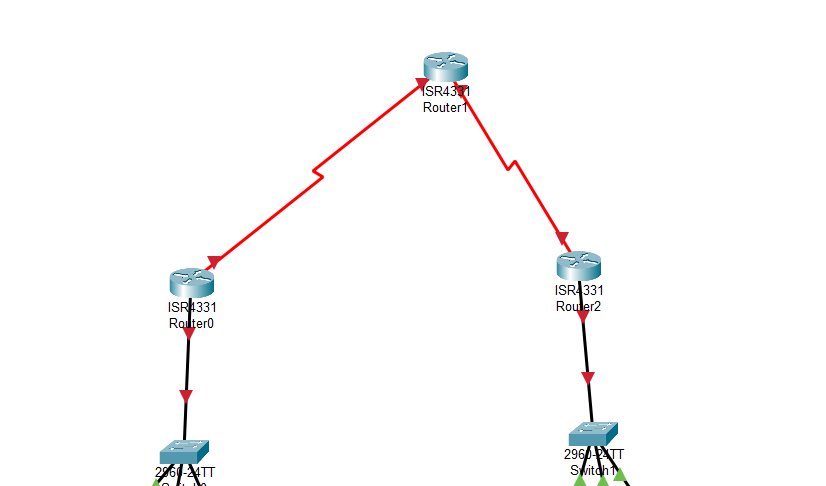 ISR4331
Router1
ISR4331
Router2
ISR4331
Router0
2960-24TT
Switch1
2960-24TT